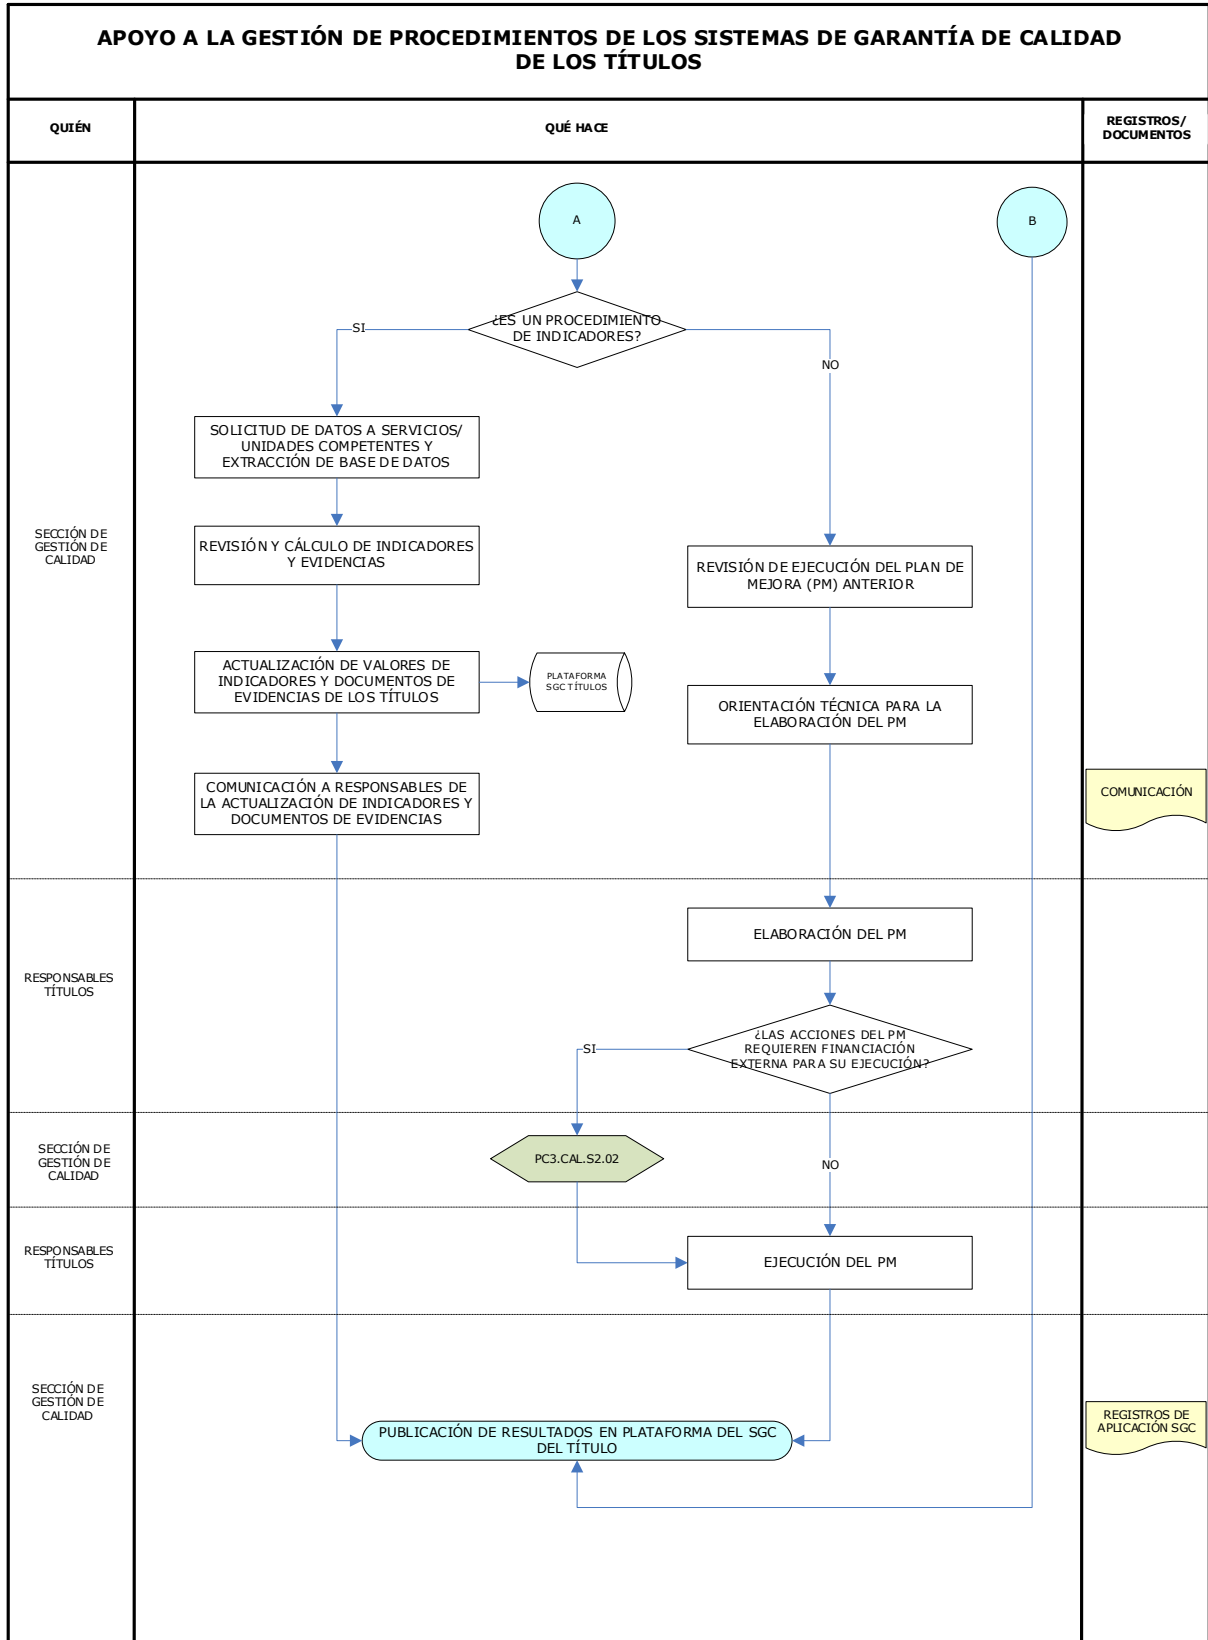 APOYO A LA GESTIÓN DE PROCEDIMIENTOS DE LOS SISTEMAS DE GARANTÍA DE CALIDAD
DE LOS TÍTULOS
QUIÉN
QUÉ HACE
REGISTROS/
DOCUMENTOS
A
B
¿ES UN PROCEDIMIENTO
DE INDICADORES?
SI
NO
SOLICITUD DE DATOS A SERVICIOS/
UNIDADES COMPETENTES Y
EXTRACCIÓN DE BASE DE DATOS
SECCIÓN DE
GESTIÓN DE
CALIDAD
REVISIÓN Y CÁLCULO DE INDICADORES
Y EVIDENCIAS
REVISIÓN DE EJECUCIÓN DEL PLAN DE
MEJORA (PM) ANTERIOR
ACTUALIZACIÓN DE VALORES DE
INDICADORES Y DOCUMENTOS DE
EVIDENCIAS DE LOS TÍTULOS
PLATAFORMA
SGC TÍTULOS
ORIENTACIÓN TÉCNICA PARA LA
ELABORACIÓN DEL PM
COMUNICACIÓN A RESPONSABLES DE
LA ACTUALIZACIÓN DE INDICADORES Y
DOCUMENTOS DE EVIDENCIAS
COMUNICACIÓN
RESPONSABLES
TÍTULOS
ELABORACIÓN DEL PM
¿LAS ACCIONES DEL PM
REQUIEREN FINANCIACIÓN
EXTERNA PARA SU EJECUCIÓN?
SI
SECCIÓN DE
GESTIÓN DE
CALIDAD
PC3.CAL.S2.02
NO
RESPONSABLES
TÍTULOS
EJECUCIÓN DEL PM
SECCIÓN DE
GESTIÓN DE
CALIDAD
PUBLICACIÓN DE RESULTADOS EN PLATAFORMA DEL SGC
DEL TÍTULO
REGISTROS DE
APLICACIÓN SGC